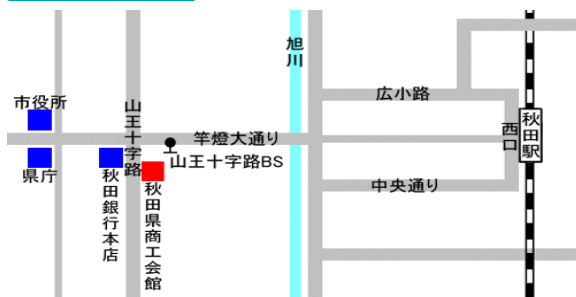 市役所
県庁
山王十字路
秋田銀行本店
秋田県商工会館
竿燈大通り
山王十字路BS
旭川
広小路
中央通り
西口
秋田駅